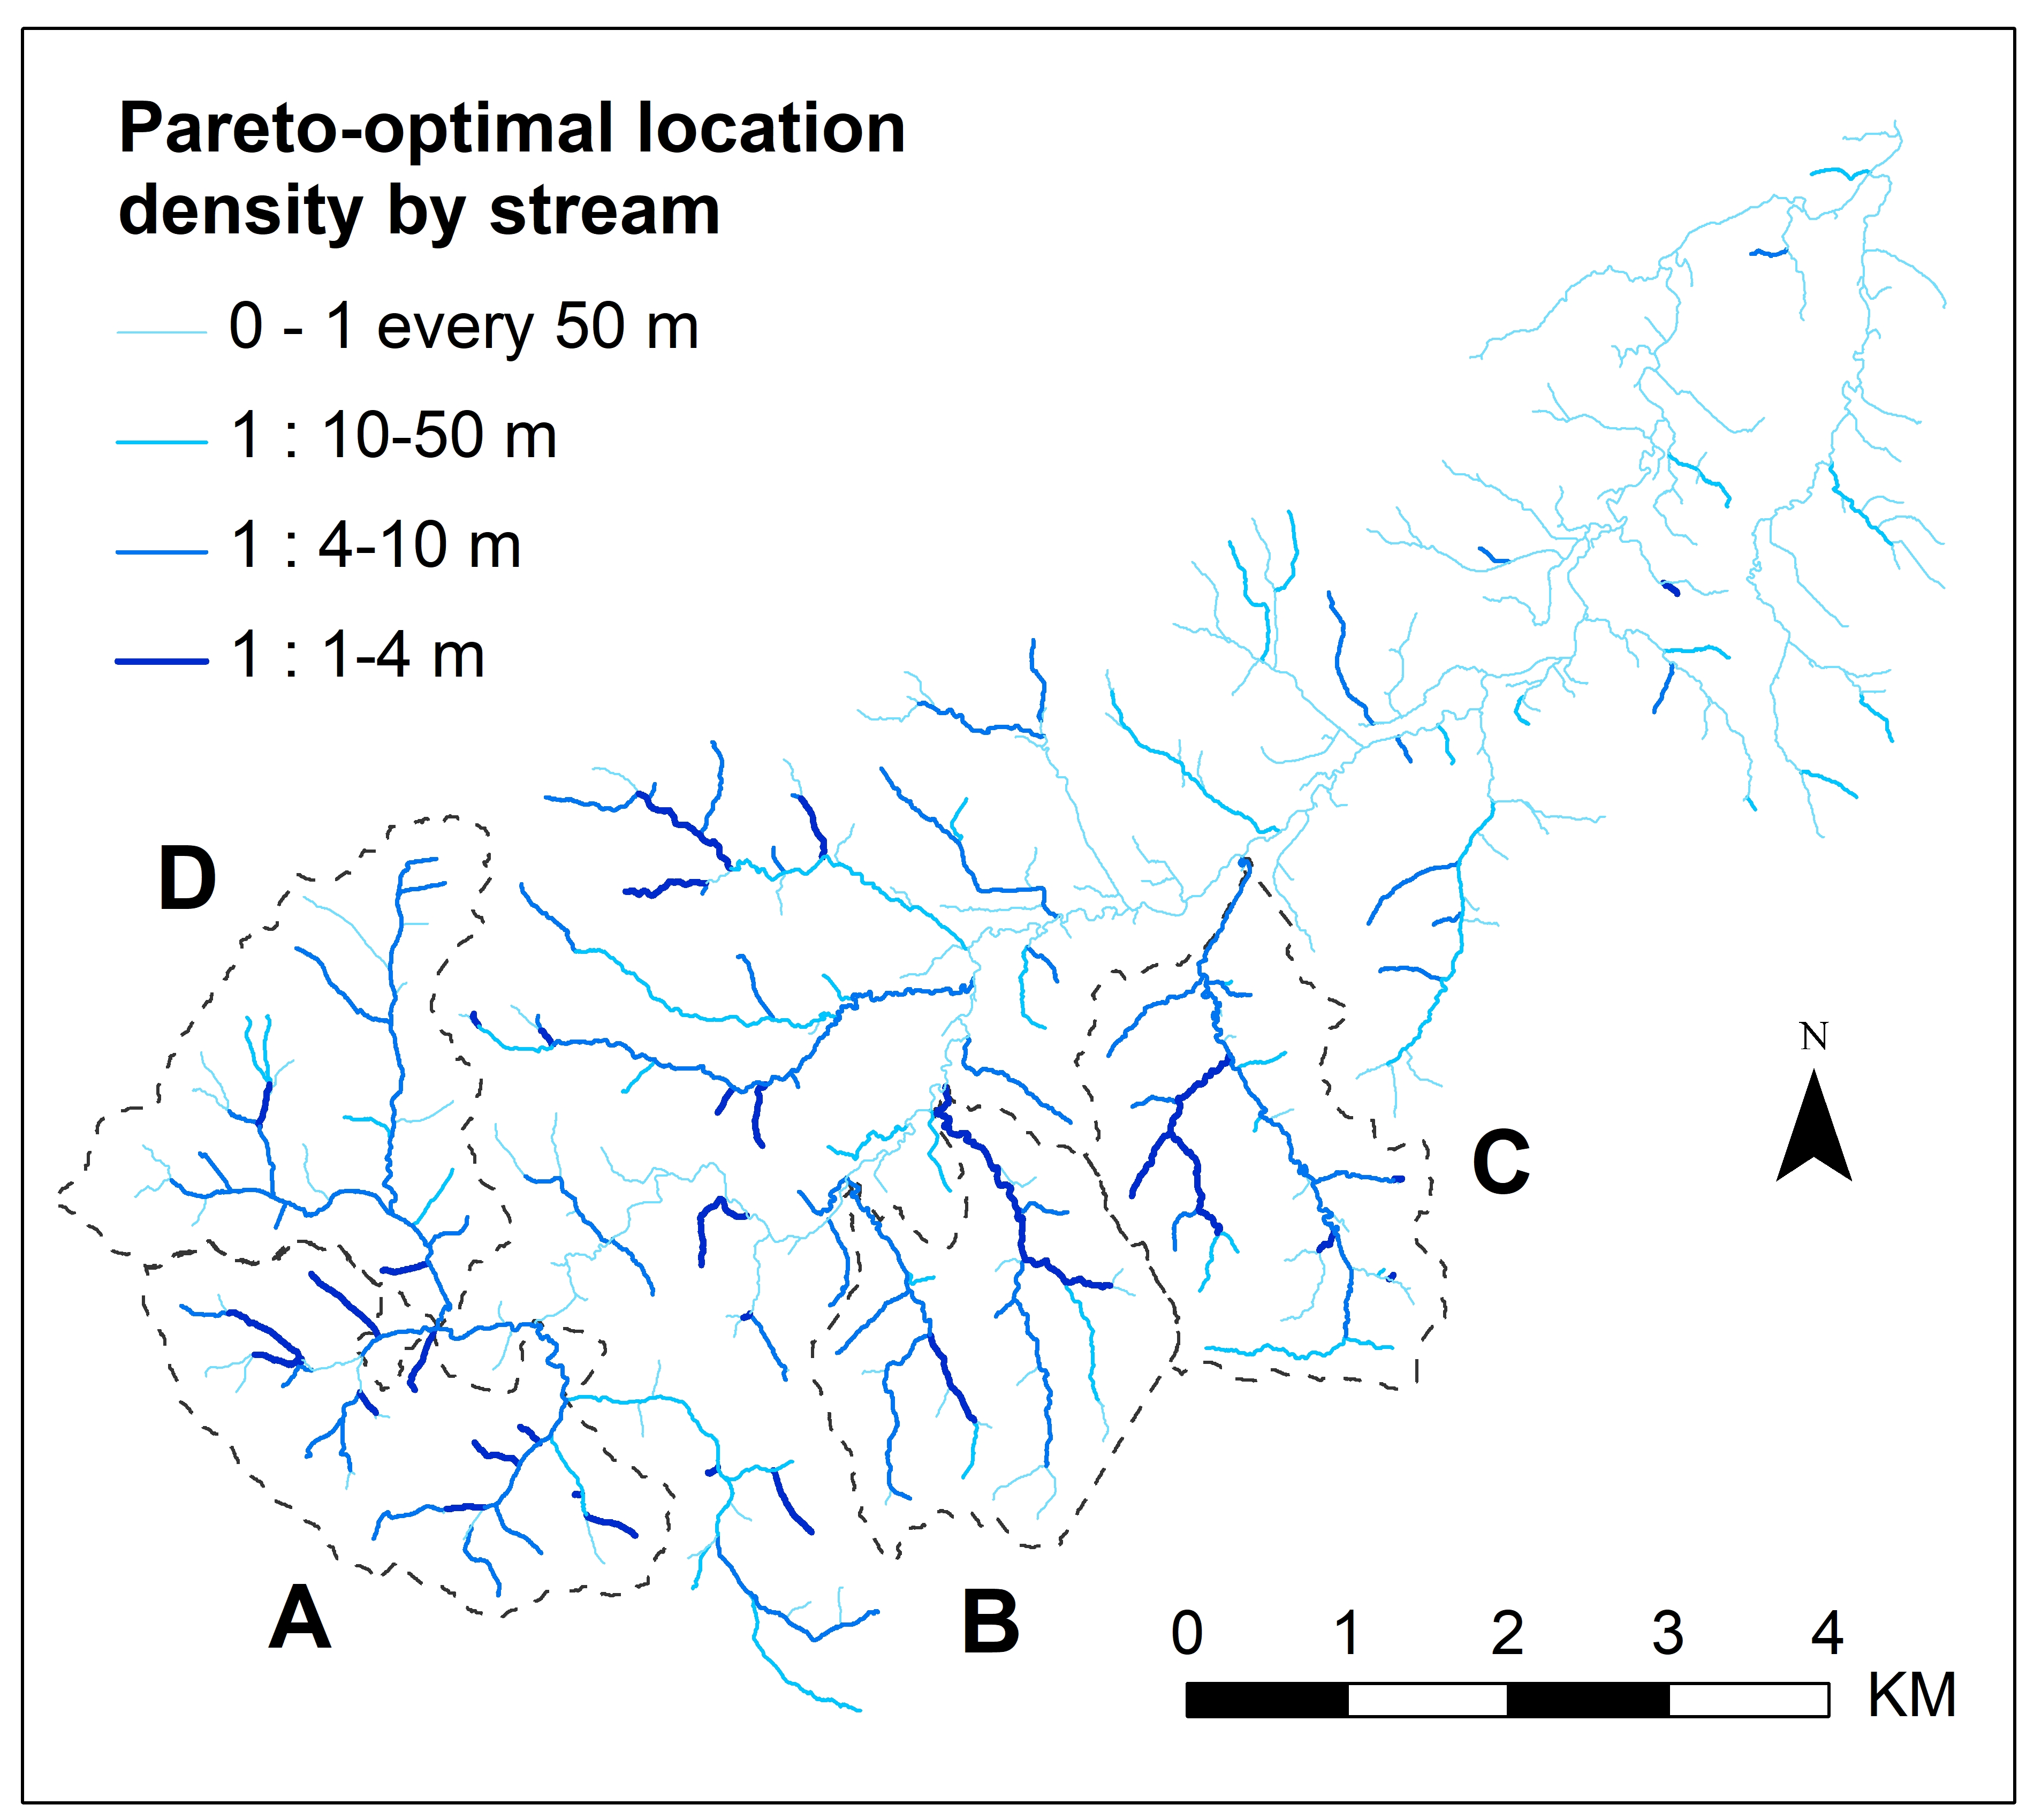 Pareto-optimal location
density by stream
0 - 1 every 50 m
1 : 10-50 m
1 : 4-10 m
1 : 1-4 m
D
N
C
A
B
0 1 2 3 4
KM